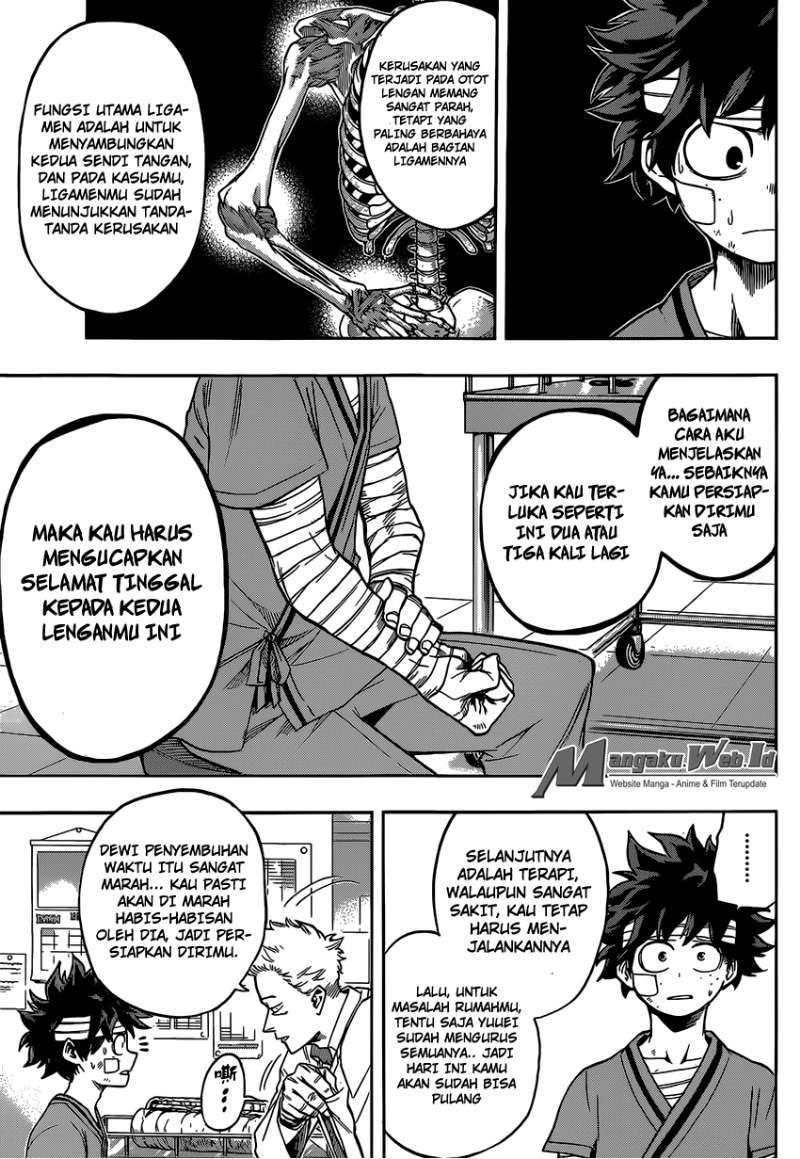 KERUSAKAN YANG
TERJADI PADA OTOT
LENGAN MEMANG
SANGAT PARAH,
TETAPI YANG
PALING BERBAHAYA
ADALAH BAGIAN
LIGAMENNYA
FUNGSI UTAMA LIGA-
MEN ADALAH UNTUK
MENYAMBUNGKAN
KEDUA SENDI TANGAN,
DAN PADA KASUSMU,
LIGAMENMU SUDAH
MENUNJUKKAN TANDA-
TANDA KERUSAKAN
BAGAIMANA
CARA AKU
MENJELASKAN
YA... SEBAIKNYA
KAMU PERSIAP-
KAN DIRIMU
SAJA
JIKA KAU TER-
LUKA SEPERTI
INI DUA ATAU
TIGA KALI LAGI
MAKA KAU HARUS
MENGUCAPKAN
SELAMAT TINGGAL
KEPADA KEDUA
LENGANMU INI
Mangaku.Web.Id
Website Manga - Anime & Film Terupdate
.........
SELANJUTNYA
ADALAH TERAPI,
WALAUPUN SANGAT
SAKIT, KAU TETAP
HARUS MEN-
JALANKANNYA
LALU, UNTUK
MASALAH RUMAHMU,
TENTU SAJA YUUEI
SUDAH MENGURUS
SEMUANYA.. JADI
HARI INI KAMU
AKAN SUDAH BISA
PULANG
DEWI PENYEMBUHAN
WAKTU ITU SANGAT
MARAH... KAU PASTI
AKAN DI MARAH
HABIS-HABISAN
OLEH DIA, JADI PER-
SIAPKAN DIRIMU.
嘶...